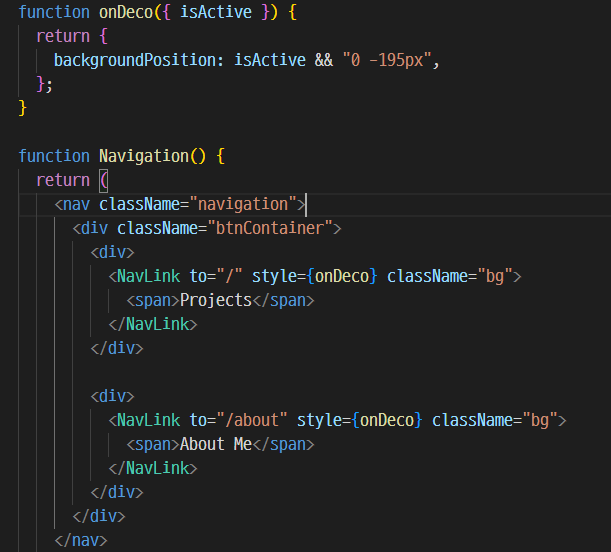 function onDeco({ isActive }) {
return {
backgroundPosition: isActive && "0 -195px",
};
}
function Navigation() {
return (
<nav className="navigation">
<div className="btnContainer">
<div>
<NavLink to="/" style={onDeco} className="bg">
<span>Projects</span>
</NavLink>
</div>
<div>
<NavLink to="/about" style={onDeco} className="bg">
<span>About Me</span>
</NavLink>
</div>
</div>
</nav>